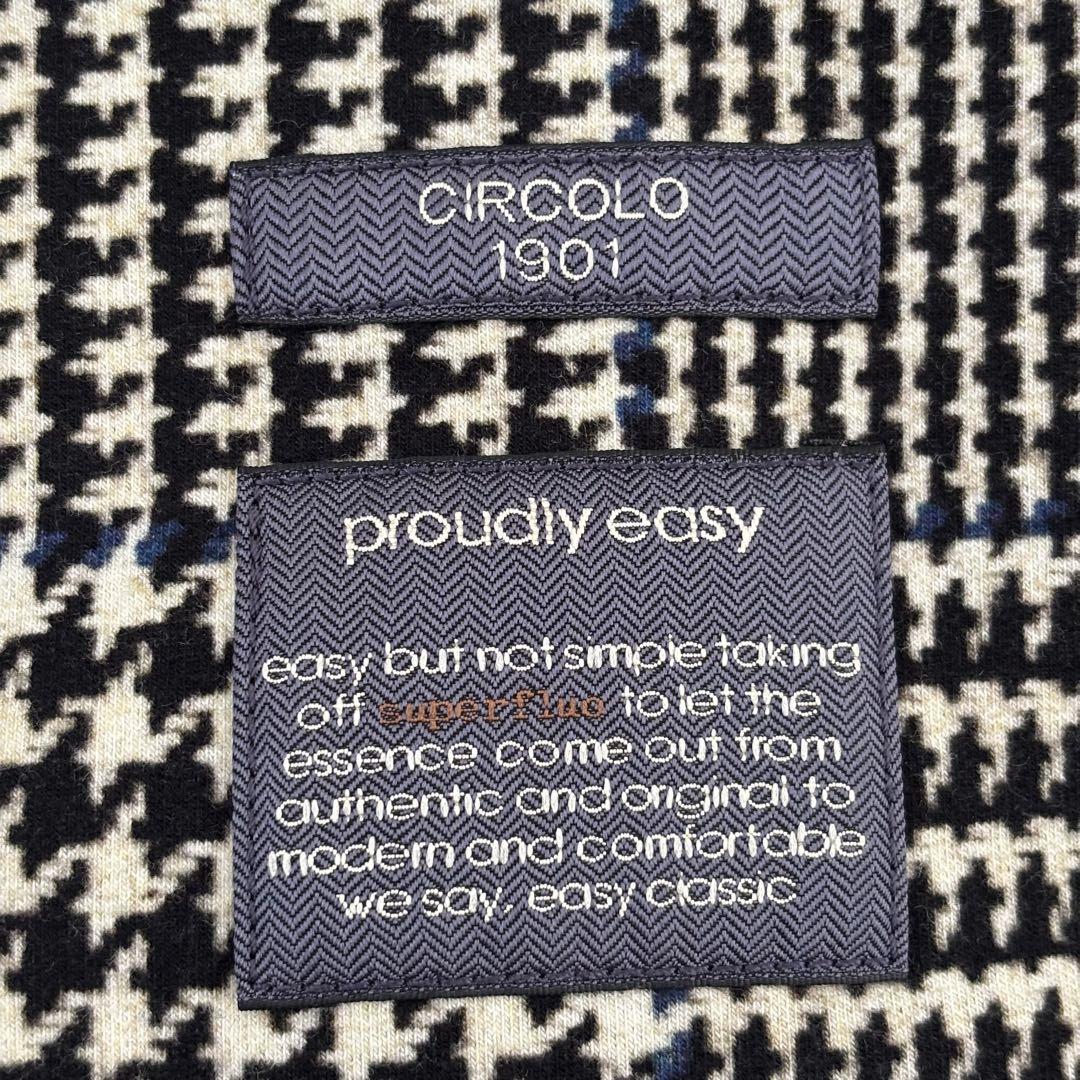 CIRCOLO
1901
proudly easy
easy but not simple taking
off superfluo to let the
essence come out from
authentic and original to
modern and comfortable
we say, easy classic